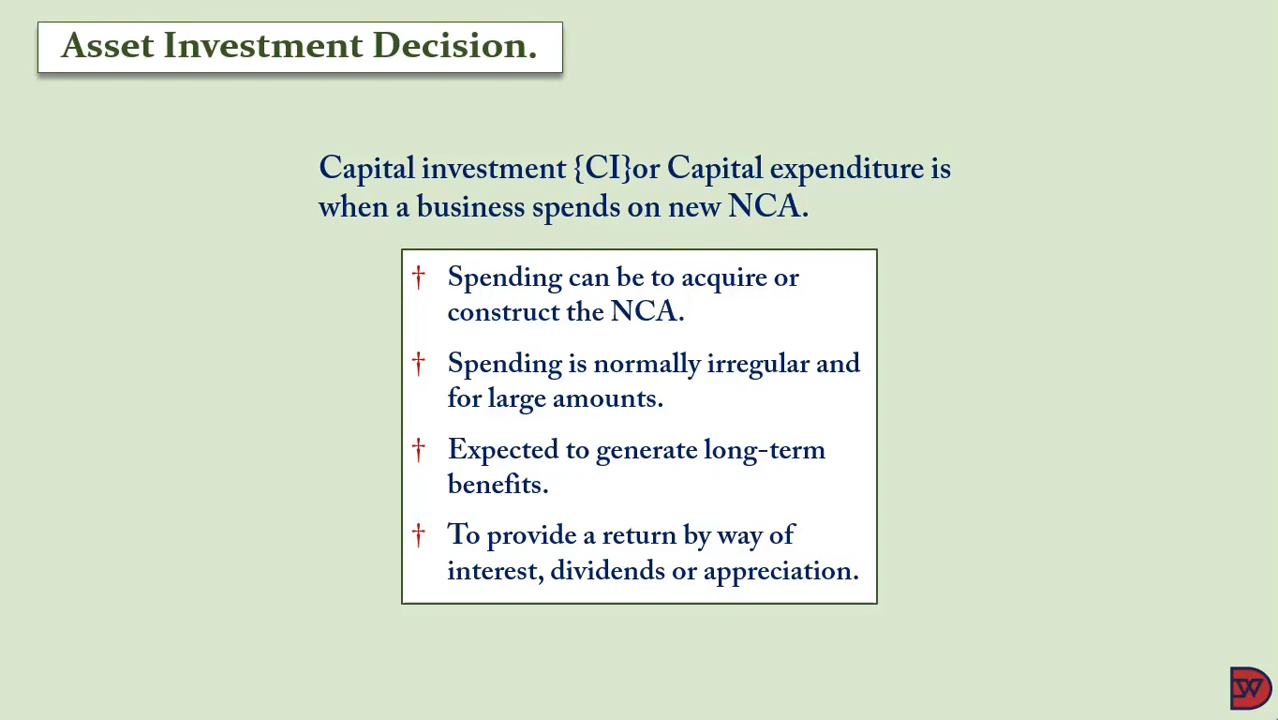 Asset Investment Decision.
Capital investment {CI}or Capital expenditure is
when a business spends on new NCA.
† Spending can be to acquire or
construct the NCA.
† Spending is normally irregular and
for large amounts.
† Expected to generate long-term
benefits.
† To provide a return by way of
interest, dividends or appreciation.
DW